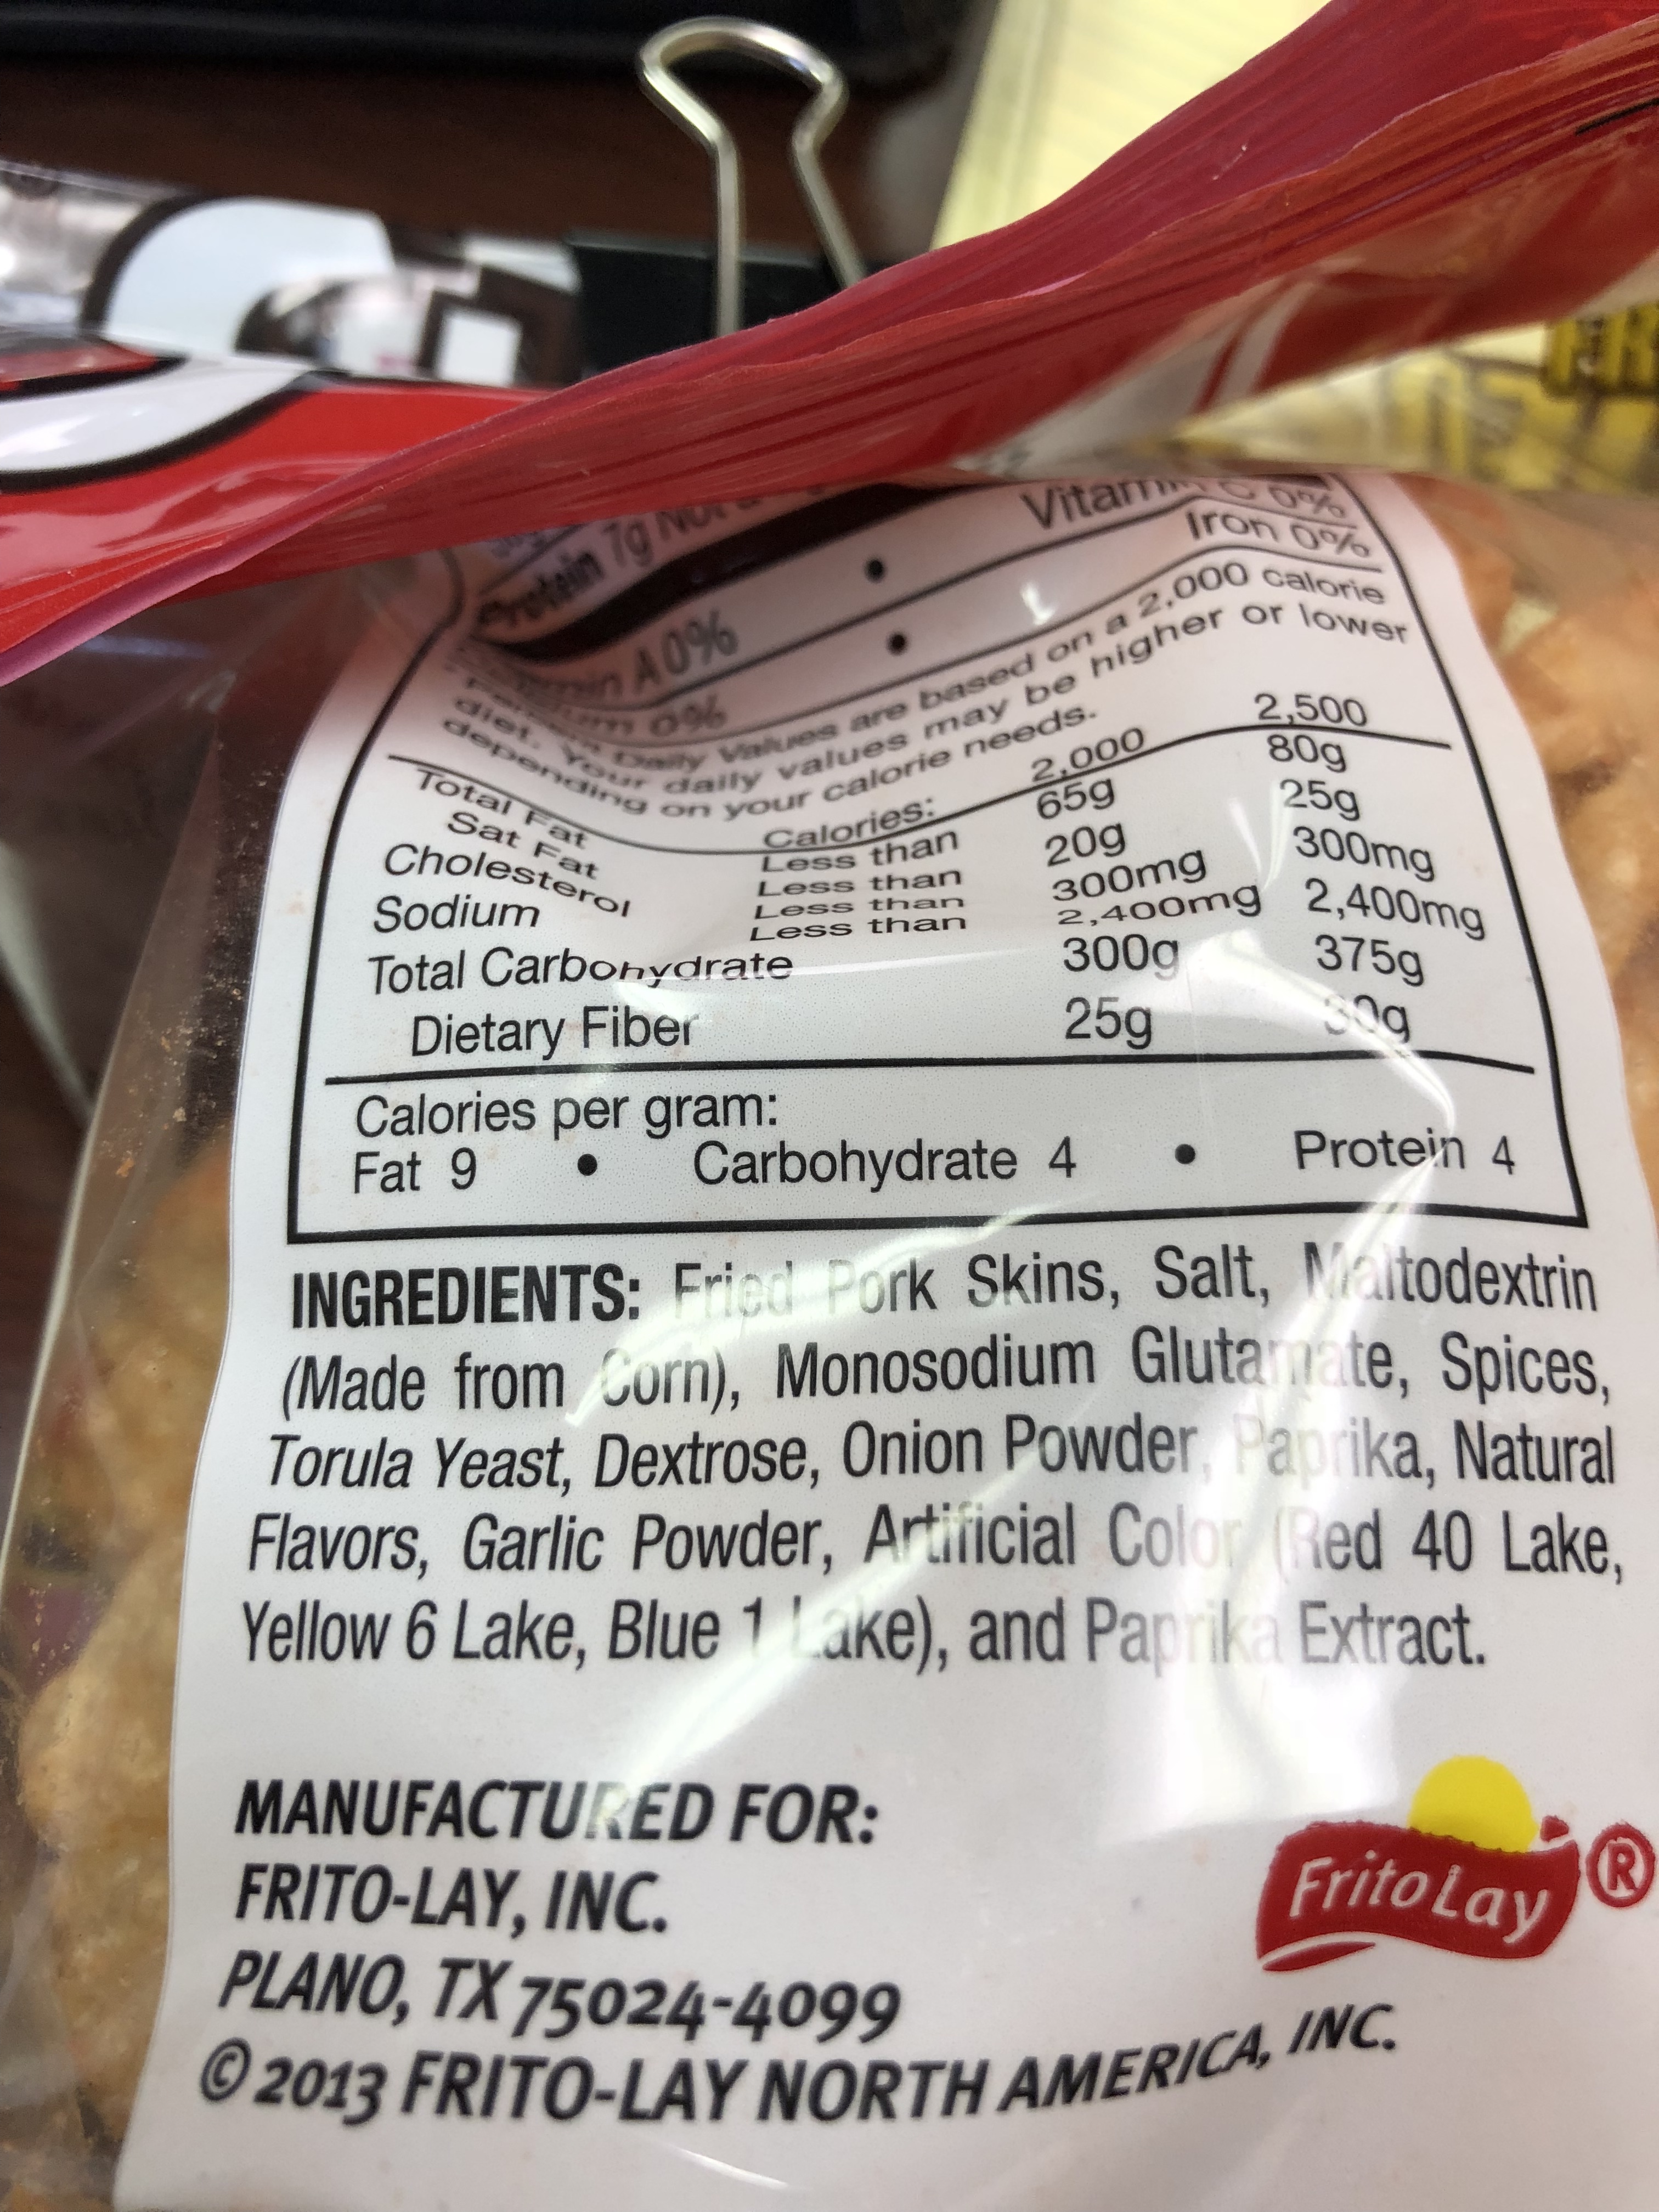 Protein 7g
Vitamin C 0%
A 0%
Iron 0%
0%
Daily Values are based on a 2,000 calorie
diet. Your daily values may be higher or lower
depending on your calorie needs.
Calories: 2,000 2,500
Total Fat Less than 65g 80g
Sat Fat Less than 20g 25g
Cholesterol Less than 300mg 300mg
Sodium Less than 2,400mg 2,400mg
Total Carbohydrate 300g 375g
Dietary Fiber 25g 30g
Calories per gram:
Fat 9 • Carbohydrate 4 • Protein 4
INGREDIENTS: Fried Pork Skins, Salt, Maltodextrin
(Made from Corn), Monosodium Glutamate, Spices,
Torula Yeast, Dextrose, Onion Powder, Paprika, Natural
Flavors, Garlic Powder, Artificial Color (Red 40 Lake,
Yellow 6 Lake, Blue 1 Lake), and Paprika Extract.
MANUFACTURED FOR:
FRITO-LAY, INC.
PLANO, TX 75024-4099
© 2013 FRITO-LAY NORTH AMERICA, INC.
FritoLay ®